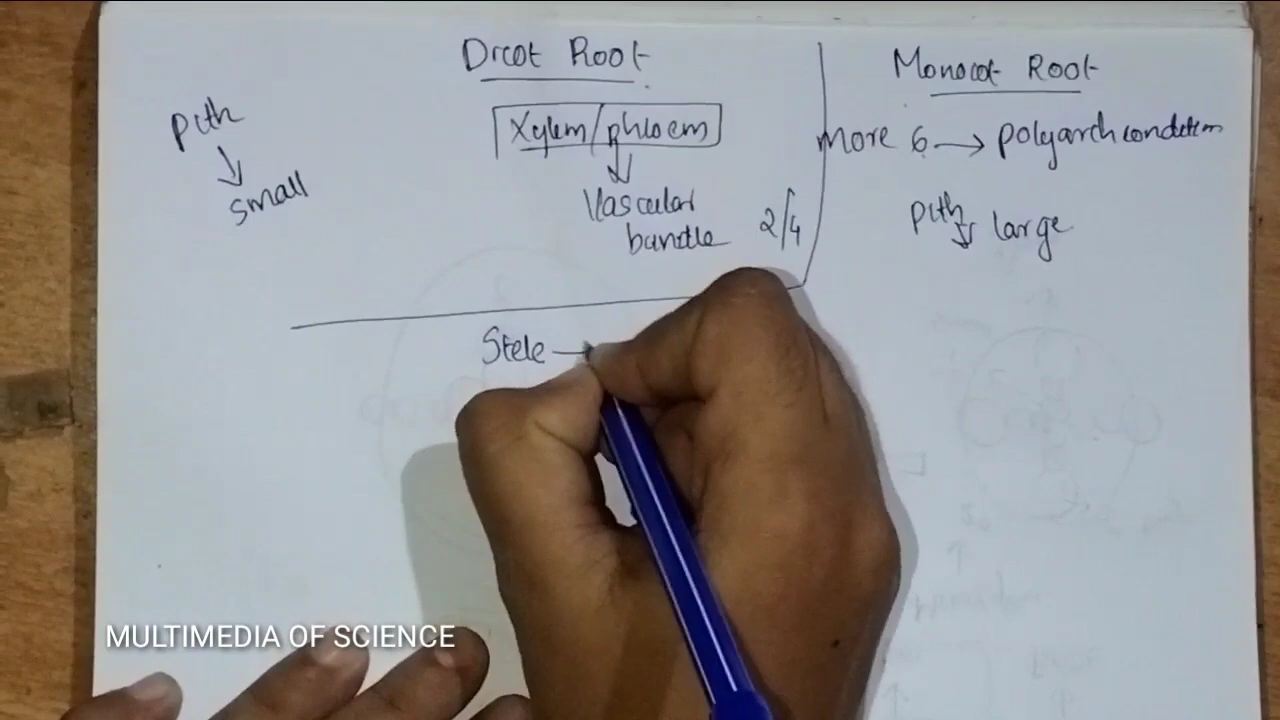 Dicot Root
Pith
↓
small
Xylem/phloem
↓
Vascular
bundle
2/4
Monocot Root
more 6 → polyarch condition
Pith ↓ large
Stele →
MULTIMEDIA OF SCIENCE